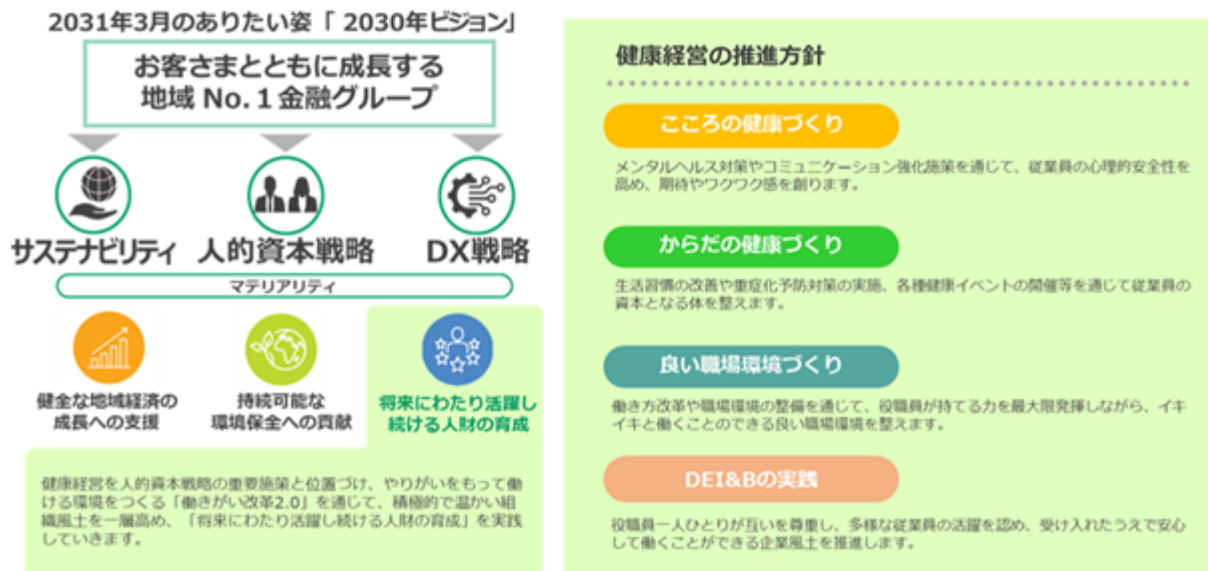 2031年3月のありたい姿「 2030年ビジョン」
お客さまとともに成長する
地域 No. 1 金融グループ
サステナビリティ
人的資本戦略
DX戦略
マテリアリティ
健全な地域経済の
成長への支援
持続可能な
環境保全への貢献
将来にわたり活躍し
続ける人財の育成
健康経営を人的資本戦略の重要施策と位置づけ、やりがいをもって働
ける環境をつくる「働きがい改革2.0」を通じて、積極的で温かい組
織風土を一層高め、「将来にわたり活躍し続ける人財の育成」を実践
していきます。
健康経営の推進方針
こころの健康づくり
メンタルヘルス対策やコミュニケーション強化施策を通じて、従業員の心理的安全性を
高め、期待やワクワク感を創ります。
からだの健康づくり
生活習慣の改善や重症化予防対策の実施、各種健康イベントの開催等を通じて従業員の
資本となる体を整えます。
良い職場環境づくり
働き方改革や職場環境の整備を通じて、役職員が持てる力を最大限発揮しながら、イキ
イキと働くことのできる良い職場環境を整えます。
DEI&Bの実践
役職員一人ひとりが互いを尊重し、多様な従業員の活躍を認め、受け入れたうえで安心
して働くことができる企業風土を推進します。